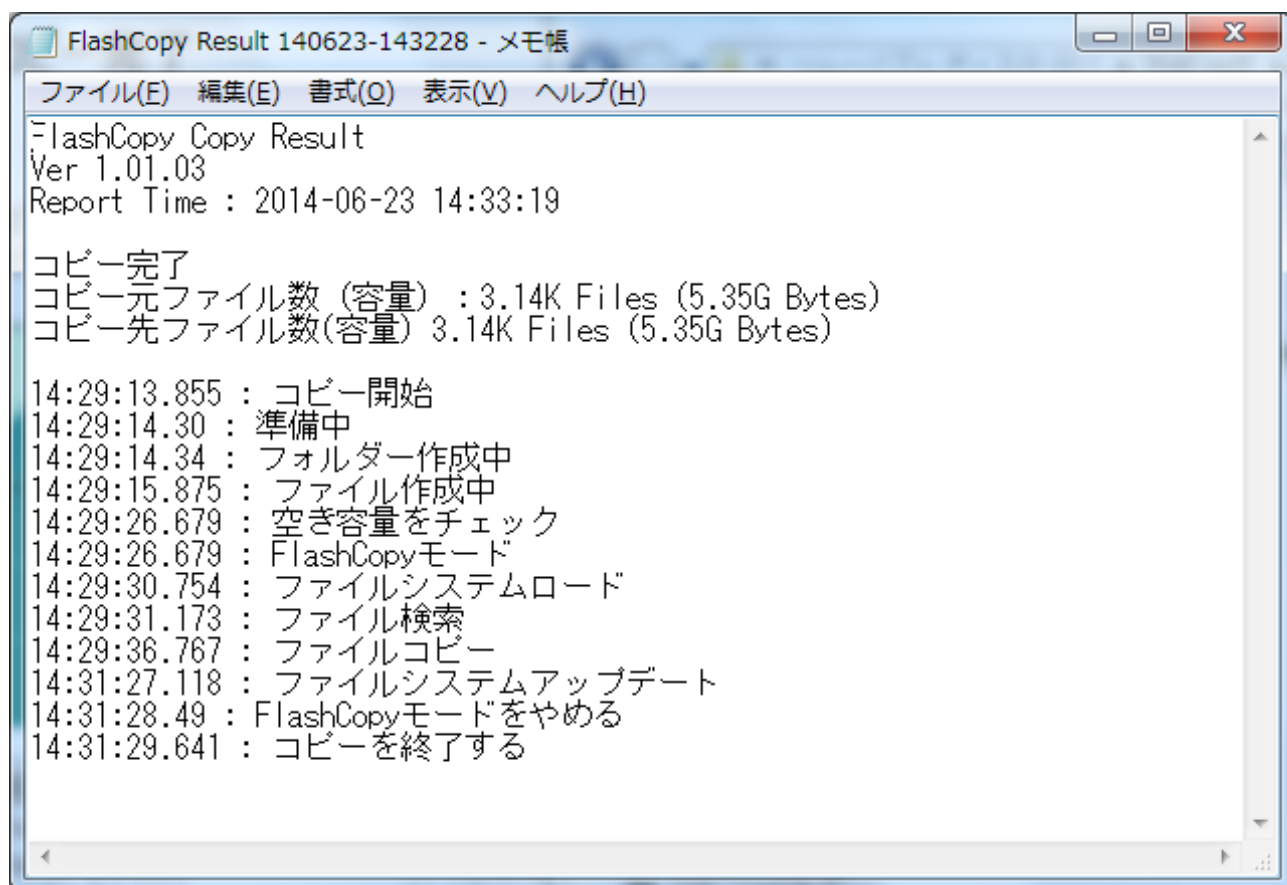 FlashCopy Result 140623-143228 - メモ帳
ファイル(F) 編集(E) 書式(O) 表示(V) ヘルプ(H)
FlashCopy Copy Result
Ver 1.01.03
Report Time : 2014-06-23 14:33:19
コピー完了
コピー元ファイル数（容量）：3.14K Files (5.35G Bytes)
コピー先ファイル数(容量) 3.14K Files (5.35G Bytes)
14:29:13.855 : コピー開始
14:29:14.30 : 準備中
14:29:14.34 : フォルダー作成中
14:29:15.875 : ファイル作成中
14:29:26.679 : 空き容量をチェック
14:29:26.679 : FlashCopyモード
14:29:30.754 : ファイルシステムロード
14:29:31.173 : ファイル検索
14:29:36.767 : ファイルコピー
14:31:27.118 : ファイルシステムアップデート
14:31:28.49 : FlashCopyモードをやめる
14:31:29.641 : コピーを終了する